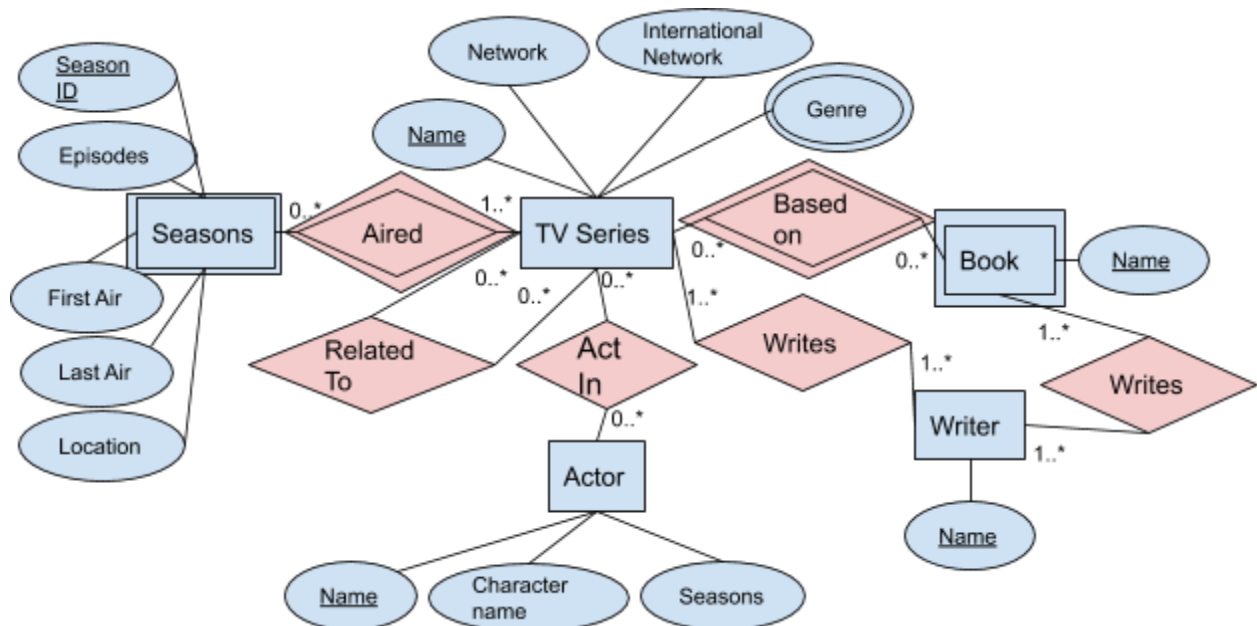 Season
ID
Network
International
Network
Genre
Name
Episodes
Seasons
0..*
Aired
1..*
TV Series
Based
on
0..*
0..*
Book
Name
First Air
0..*
0..*
0..*
1..*
1..*
Last Air
Related
To
Act
In
Writes
1..*
Writes
Location
0..*
Writer
1..*
Actor
Name
Name
Character
name
Seasons